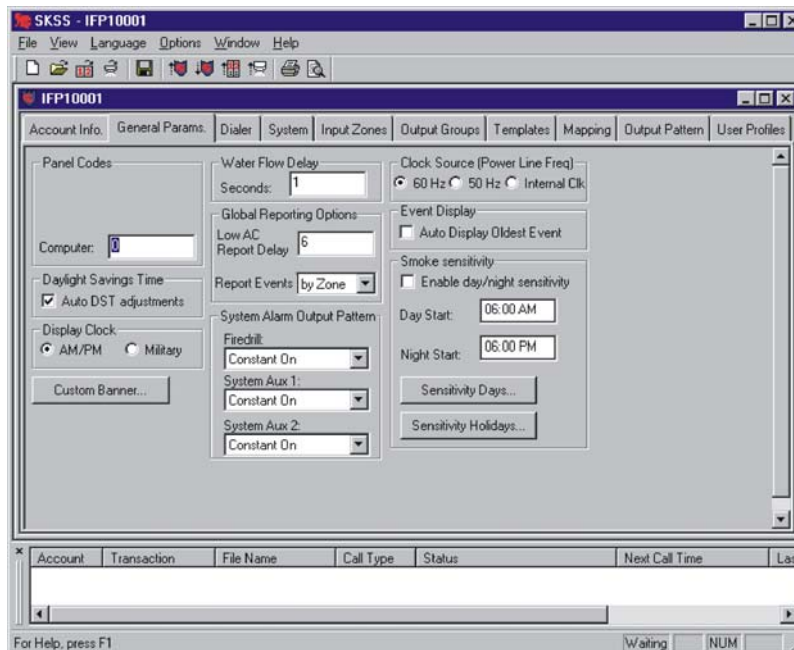 SKSS - IFP10001
File View Language Options Window Help
IFP10001
Account Info. General Params. Dialer System Input Zones Output Groups Templates Mapping Output Pattern User Profiles
Panel Codes
Computer: 0
Daylight Savings Time
Auto DST adjustments
Display Clock
AM/PM Military
Custom Banner...
Water Flow Delay
Seconds: 1
Global Reporting Options
Low AC
Report Delay 6
Report Events by Zone
System Alarm Output Pattern
Firedrill:
Constant On
System Aux 1:
Constant On
System Aux 2:
Constant On
Clock Source (Power Line Freq)
60 Hz 50 Hz Internal Clk
Event Display
Auto Display Oldest Event
Smoke sensitivity
Enable day/night sensitivity
Day Start: 06:00 AM
Night Start: 06:00 PM
Sensitivity Days...
Sensitivity Holidays...
Account Transaction File Name Call Type Status Next Call Time Las
For Help, press F1
Waiting NUM